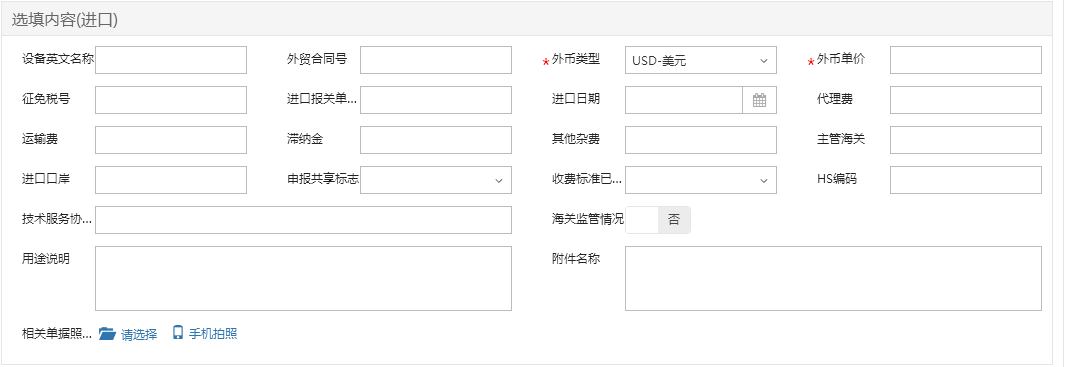 选填内容(进口)
设备英文名称 外贸合同号 *外币类型 USD-美元 *外币单价
征免税号 进口报关单... 进口日期 代理费
运输费 滞纳金 其他杂费 主管海关
进口口岸 申报共享标志 收费标准已... HS编码
技术服务协... 海关监管情况 否
用途说明 附件名称
相关单据照... 请选择 手机拍照